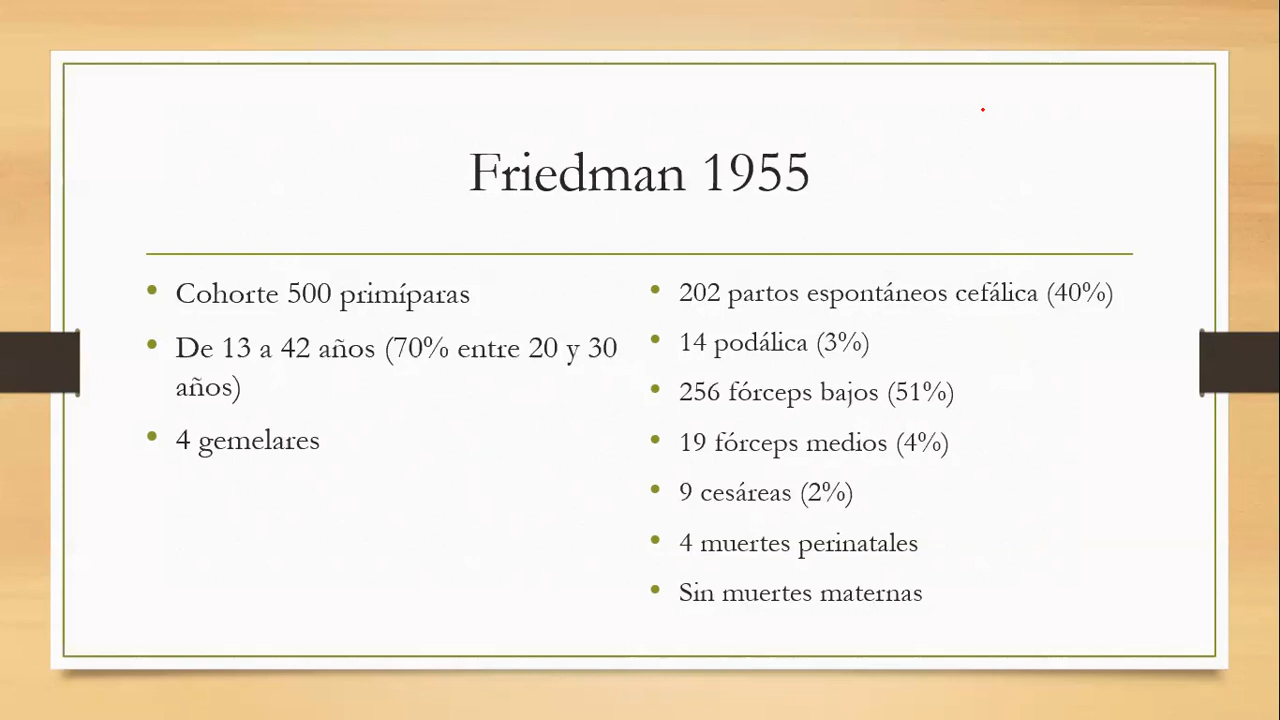 Friedman 1955
• Cohorte 500 primíparas
• De 13 a 42 años (70% entre 20 y 30
años)
• 4 gemelares
• 202 partos espontáneos cefálica (40%)
• 14 podálica (3%)
• 256 fórceps bajos (51%)
• 19 fórceps medios (4%)
• 9 cesáreas (2%)
• 4 muertes perinatales
• Sin muertes maternas